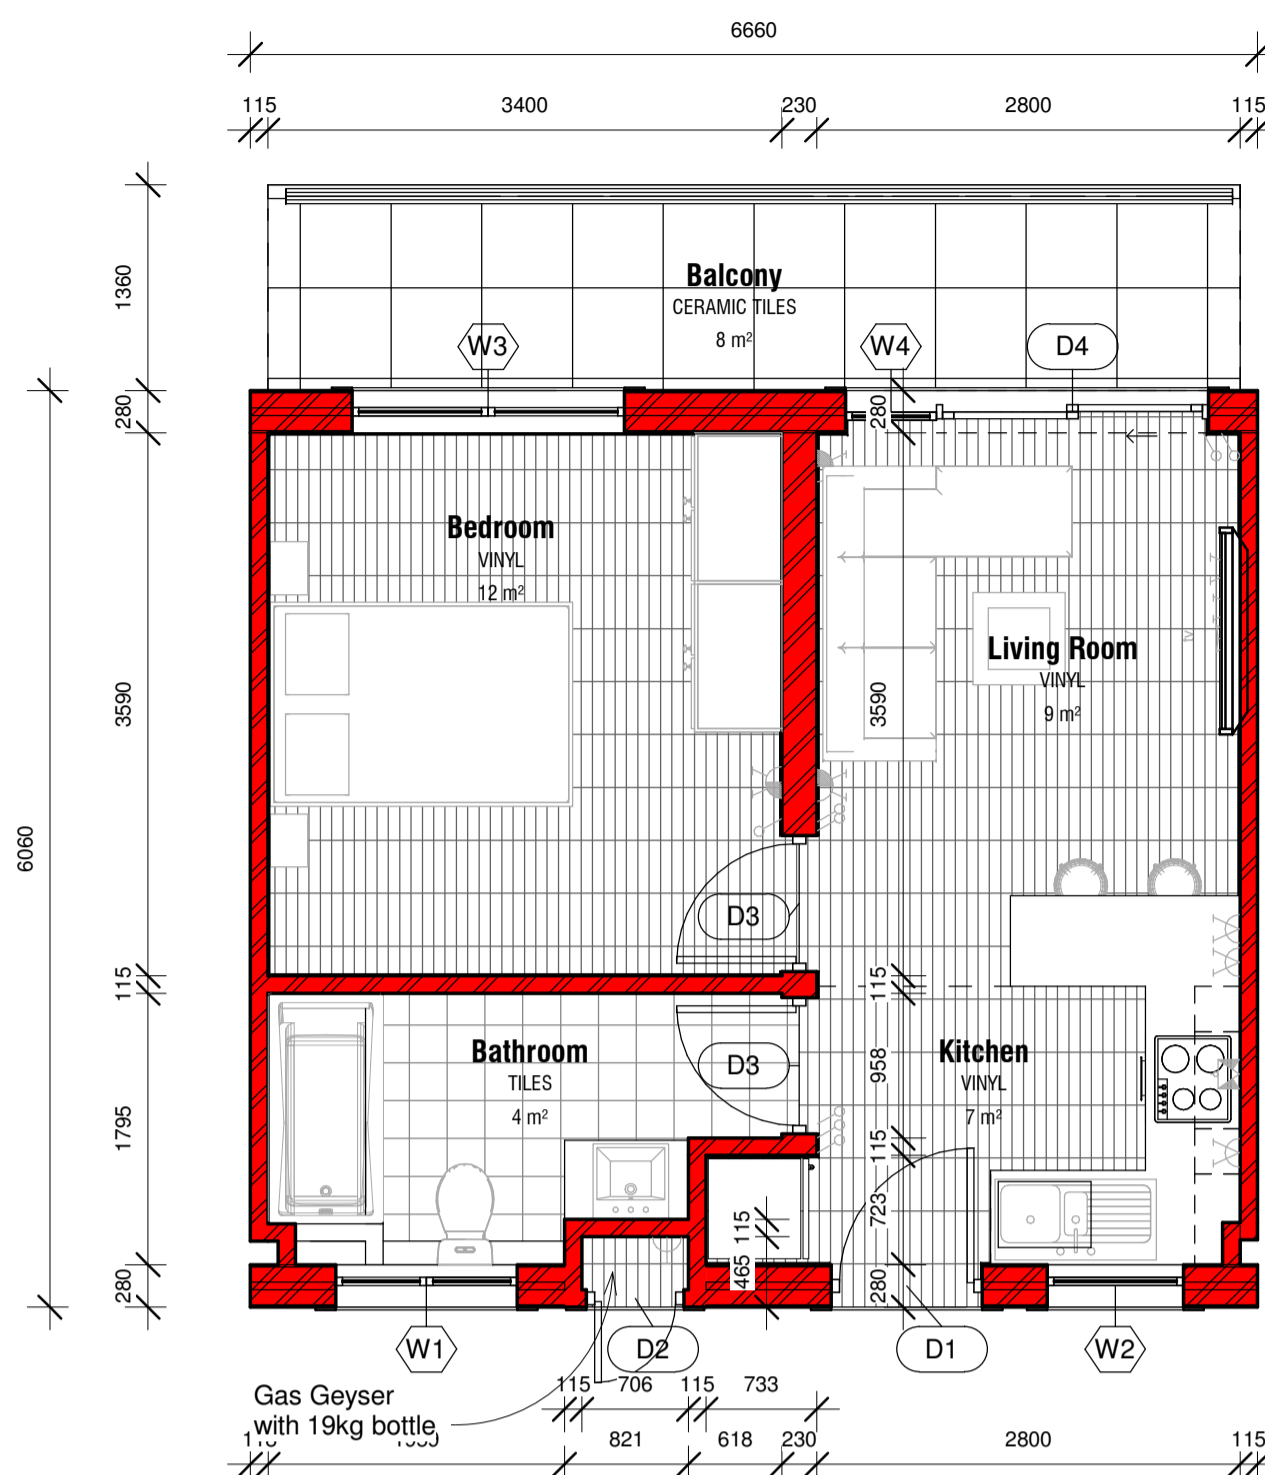 6660
115 3400 230 2800 115
1360
Balcony
CERAMIC TILES
8 m²
W3
W4
D4
280
280
Bedroom
VINYL
12 m²
Living Room
VINYL
9 m²
tv
3590
3590
6060
D3
115
115
Bathroom
TILES
4 m²
D3
Kitchen
VINYL
7 m²
958
1795
115
723
115
465
280
280
W1
D2
D1
W2
Gas Geyser
with 19kg bottle
115 706 115 733
821 618 230 2800 115